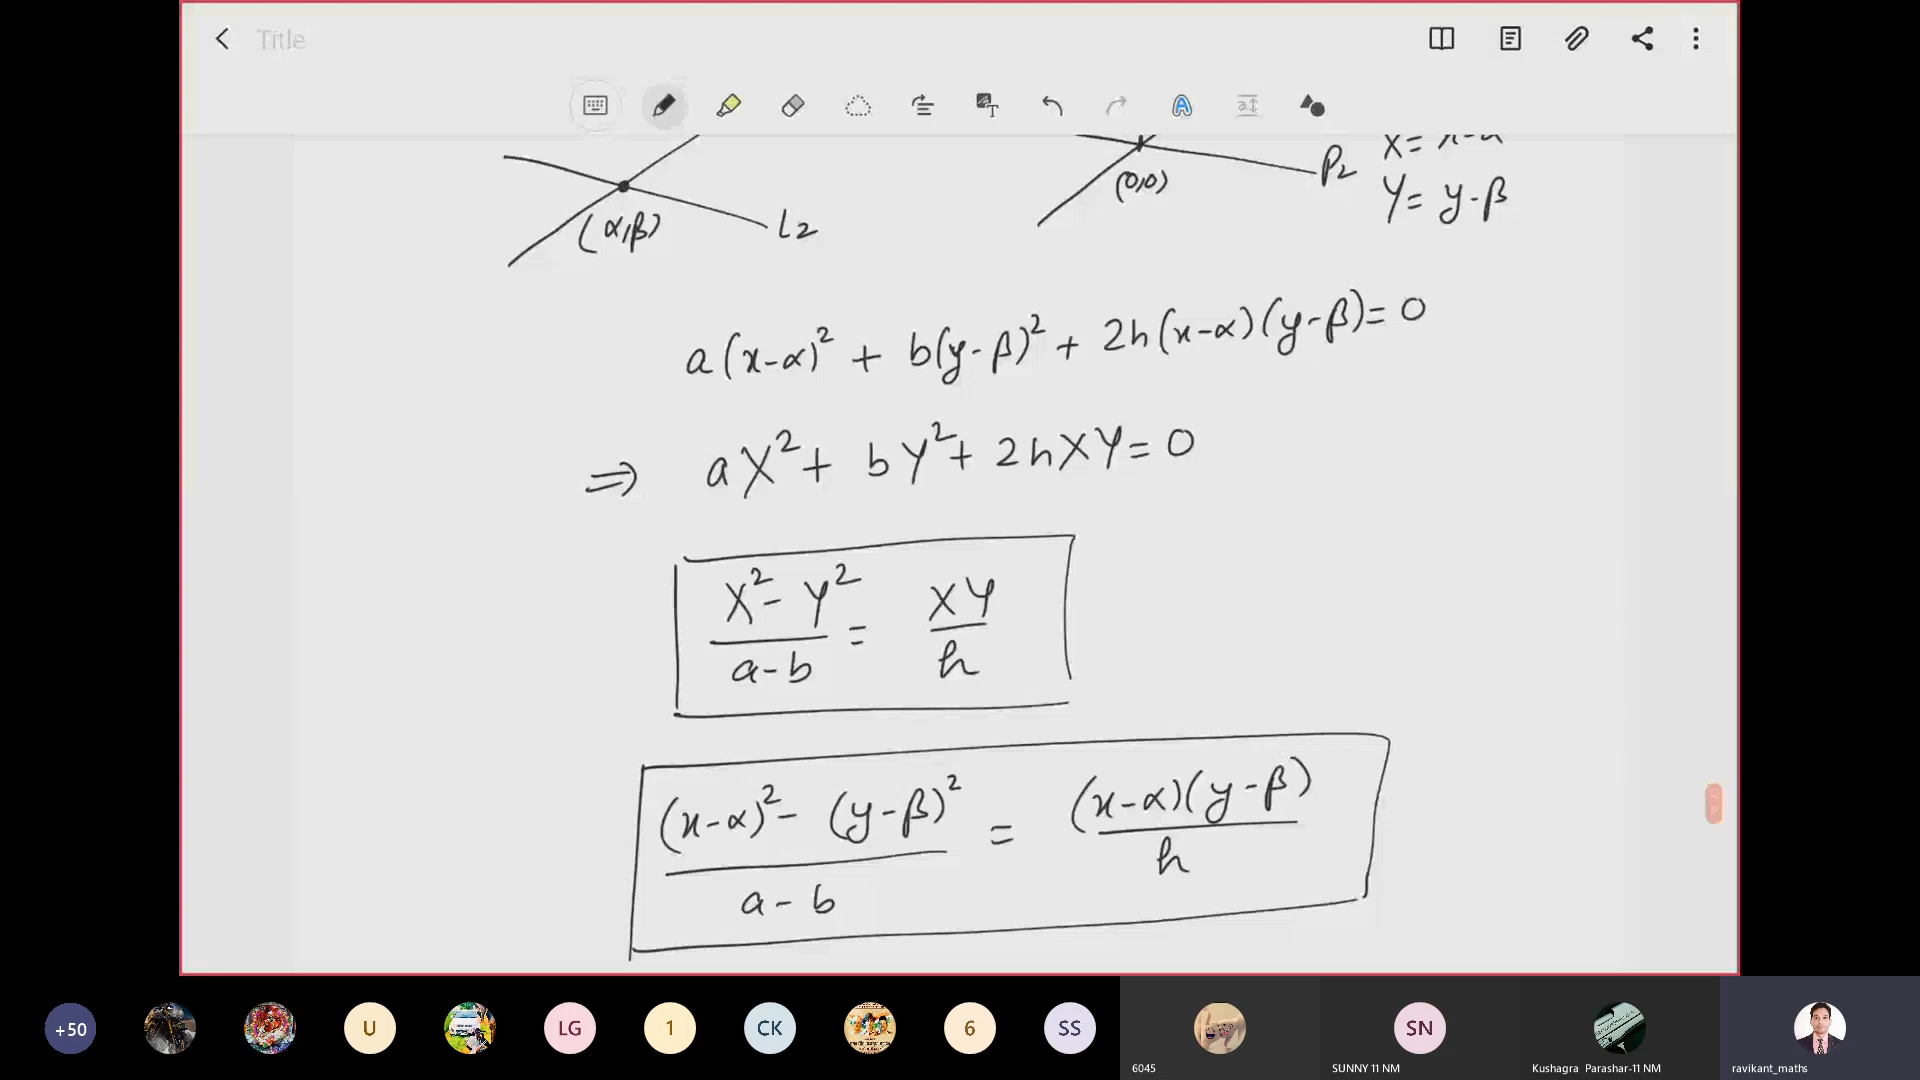 Title
X = x-α
P2
(0,0)
Y = y-β
(α,β)
L2
a(x-α)² + b(y-β)² + 2h(x-α)(y-β) = 0
⇒ aX² + bY² + 2hXY = 0
X² - Y² / a-b = XY / h
(x-α)² - (y-β)² / a-b = (x-α)(y-β) / h
+50
U
LG
1
CK
6
SS
SN
6045
SUNNY 11 NM
Kushagra Parashar-11 NM
ravikant_maths